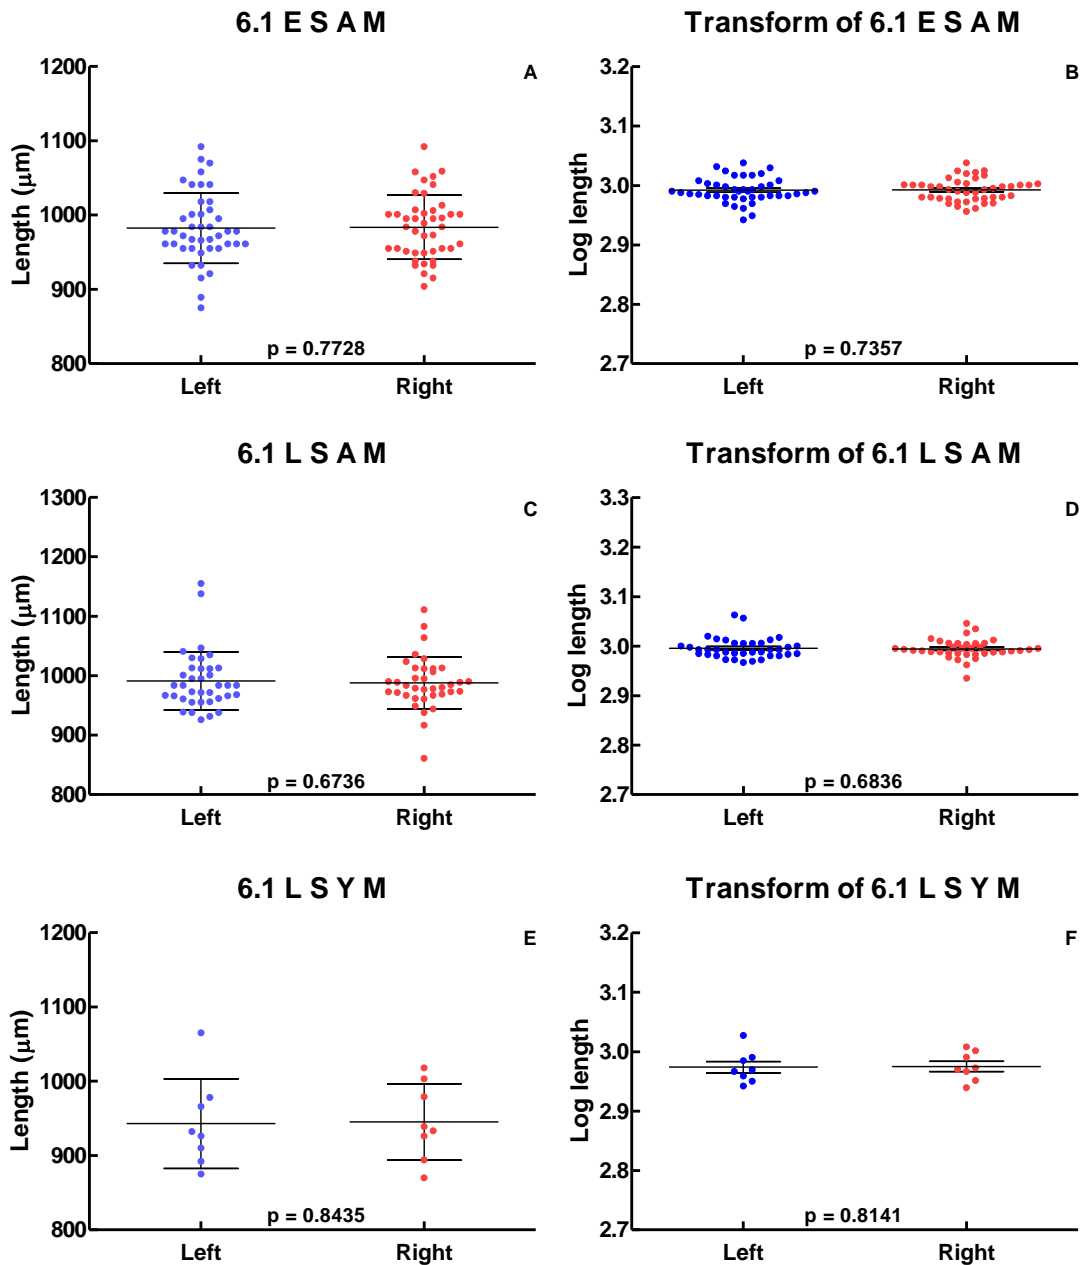 6.1 E S A M
Transform of 6.1 E S A M
A
B
Length (µm)
1200
1100
1000
900
800
p = 0.7728
Left
Right
Log length
3.2
3.1
3.0
2.9
2.8
2.7
p = 0.7357
Left
Right
6.1 L S A M
Transform of 6.1 L S A M
C
D
Length (µm)
1300
1200
1100
1000
900
800
p = 0.6736
Left
Right
Log length
3.3
3.2
3.1
3.0
2.9
2.8
2.7
p = 0.6836
Left
Right
6.1 L S Y M
Transform of 6.1 L S Y M
E
F
Length (µm)
1200
1100
1000
900
800
p = 0.8435
Left
Right
Log length
3.2
3.1
3.0
2.9
2.8
2.7
p = 0.8141
Left
Right